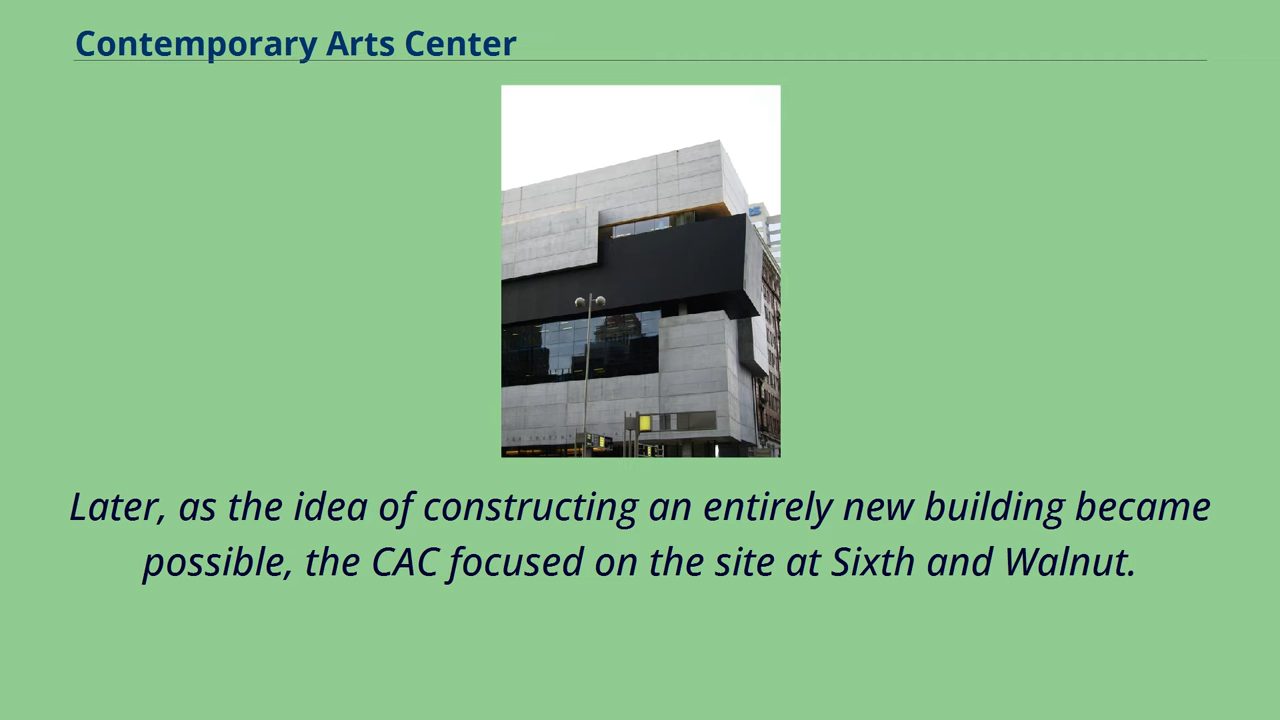 Contemporary Arts Center
Later, as the idea of constructing an entirely new building became
possible, the CAC focused on the site at Sixth and Walnut.